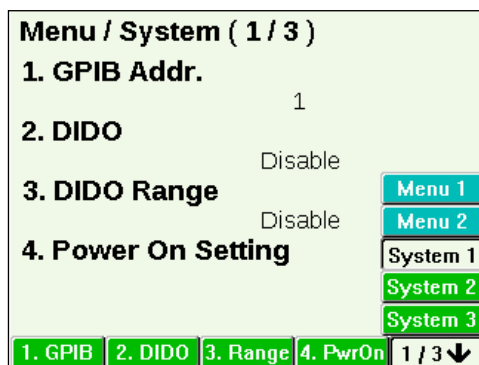 Menu / System ( 1 / 3 )
1. GPIB Addr.
1
2. DIDO
Disable
3. DIDO Range
Disable
4. Power On Setting
Menu 1
Menu 2
System 1
System 2
System 3
1. GPIB 2. DIDO 3. Range 4. PwrOn 1 / 3 ↓